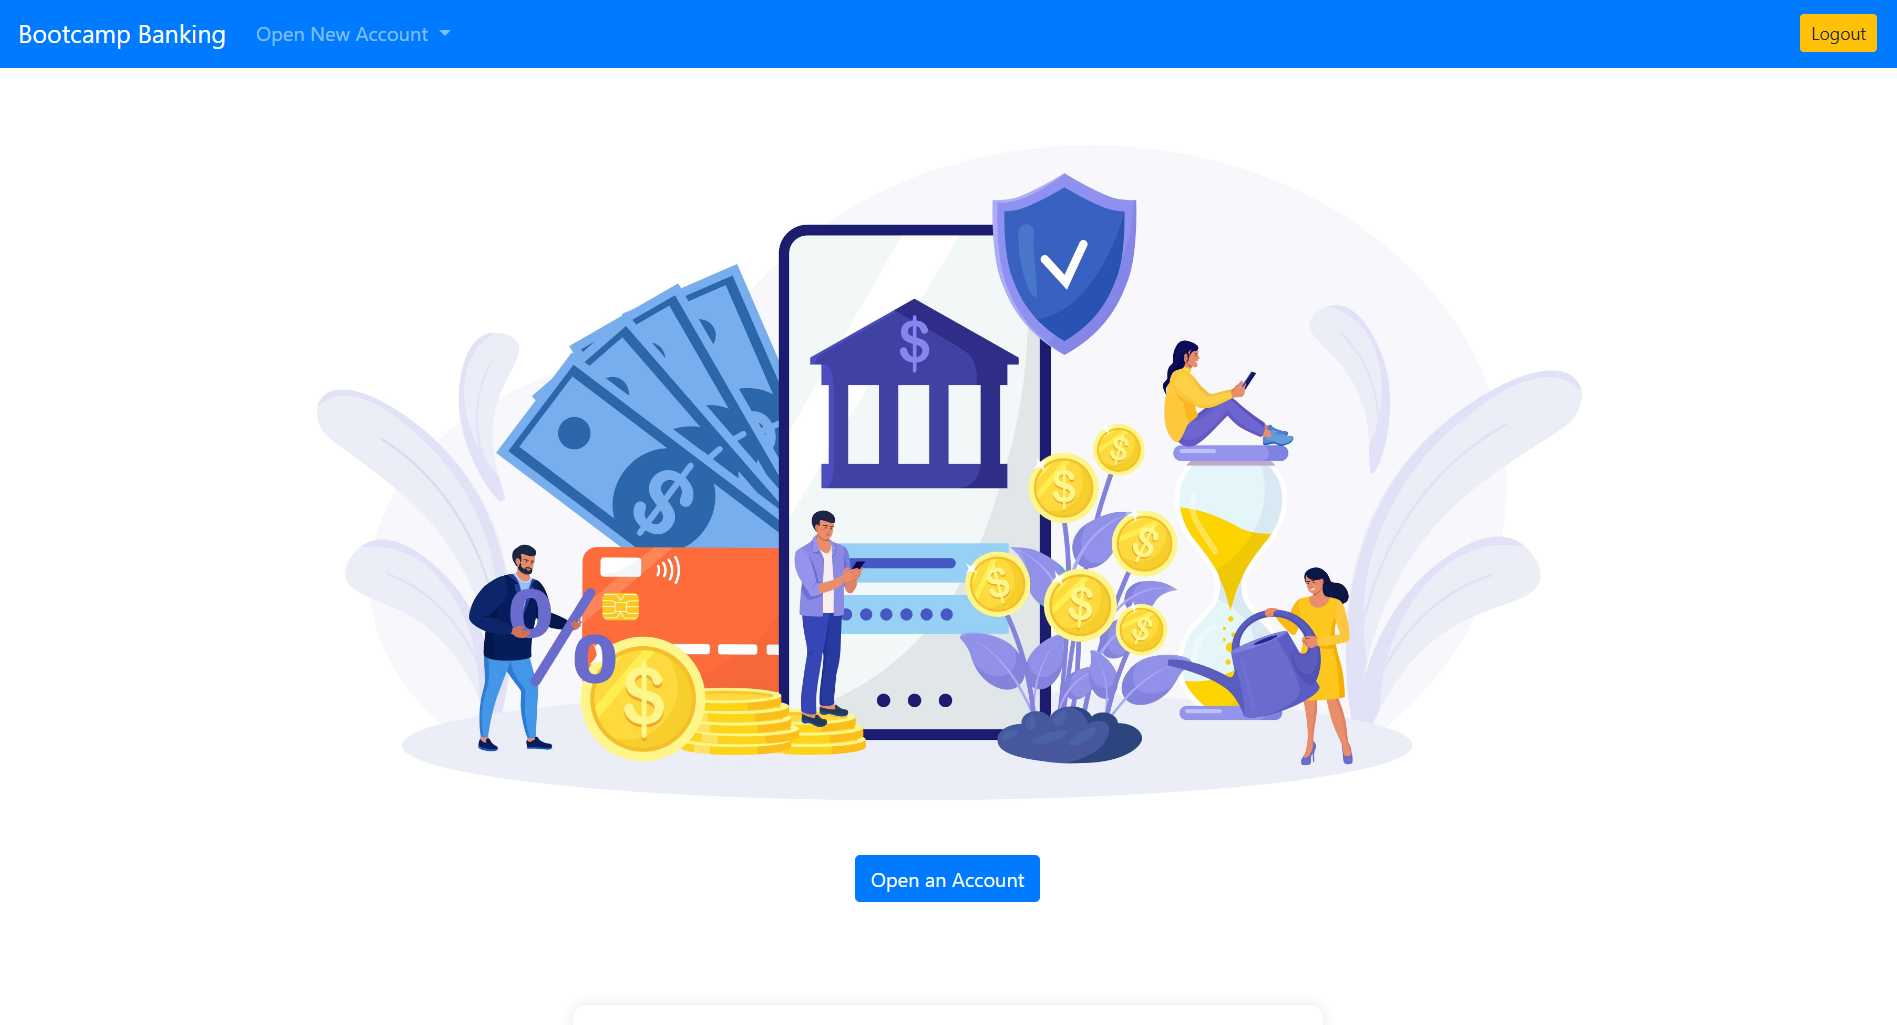 Bootcamp Banking
Open New Account
Logout
$
$
$
$
$
$
$
$
$
%
Open an Account